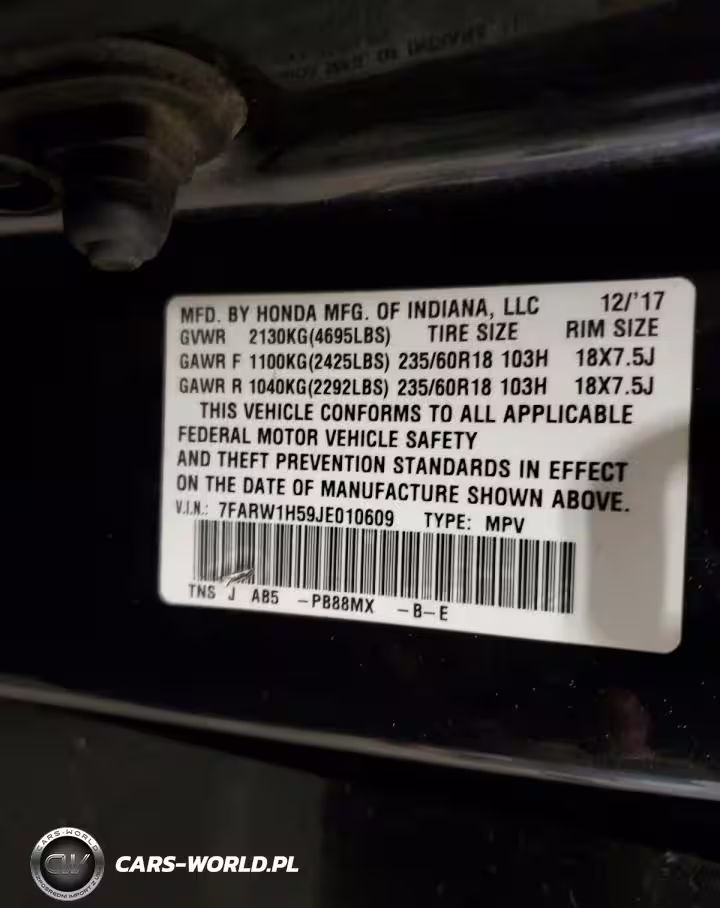 MFD. BY HONDA MFG. OF INDIANA, LLC 12/'17
GVWR 2130KG(4695LBS) TIRE SIZE RIM SIZE
GAWR F 1100KG(2425LBS) 235/60R18 103H 18X7.5J
GAWR R 1040KG(2292LBS) 235/60R18 103H 18X7.5J
THIS VEHICLE CONFORMS TO ALL APPLICABLE
FEDERAL MOTOR VEHICLE SAFETY
AND THEFT PREVENTION STANDARDS IN EFFECT
ON THE DATE OF MANUFACTURE SHOWN ABOVE.
V.I.N.: 7FARW1H59JE010609 TYPE: MPV
TNS J AB5 -PB88MX -B-E
CARS-WORLD
CW
CARS-WORLD.PL